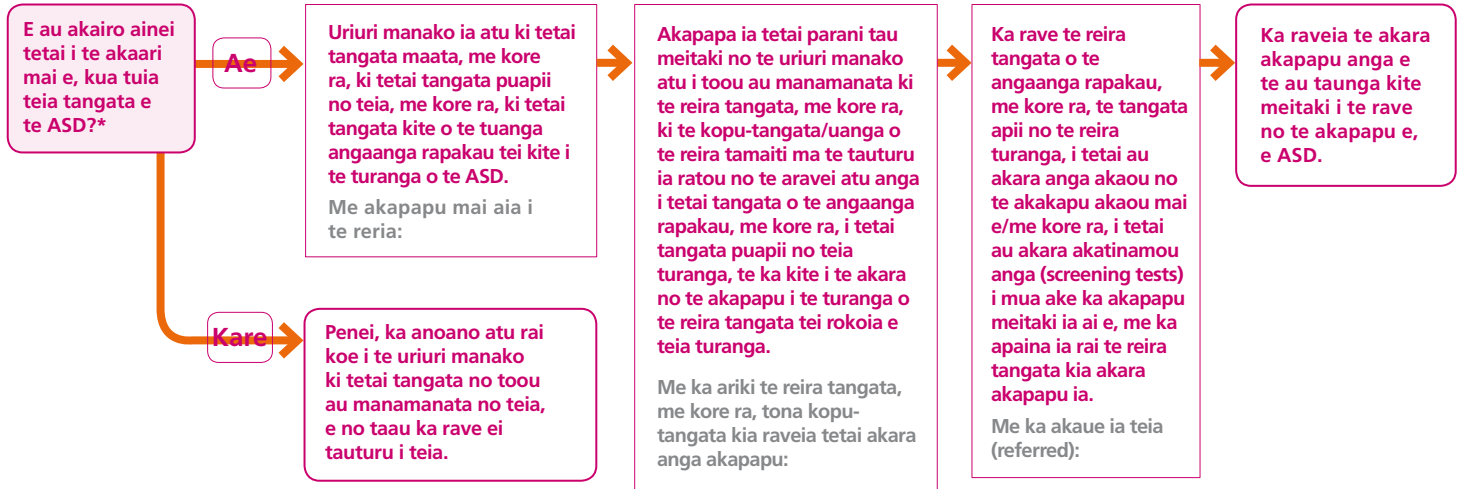 E au akairo ainei
tetai i te akaari
mai e, kua tuia
teia tangata e
te ASD?*
Ae
Uriuri manako ia atu ki tetai
tangata maata, me kore
ra, ki tetai tangata puapii
no teia, me kore ra, ki tetai
tangata kite o te tuanga
angaanga rapakau tei kite i
te turanga o te ASD.
Me akapapu mai aia i
te reria:
Akapapa ia tetai parani tau
meitaki no te uriuri manako
atu i toou au manamanata ki
te reira tangata, me kore ra,
ki te kopu-tangata/uanga o
te reira tamaiti ma te tauturu
ia ratou no te aravei atu anga
i tetai tangata o te angaanga
rapakau, me kore ra, i tetai
tangata puapii no teia
turanga, te ka kite i te akara
no te akapapu i te turanga o
te reira tangata tei rokoia e
teia turanga.
Me ka ariki te reira tangata,
me kore ra, tona kopu-
tangata kia raveia tetai akara
anga akapapu:
Ka rave te reira
tangata o te
angaanga rapakau,
me kore ra, te tangata
apii no te reira
turanga, i tetai au
akara anga akaou no
te akakapu akaou mai
e/me kore ra, i tetai
au akara akatinamou
anga (screening tests)
i mua ake ka akapapu
meitaki ia ai e, me ka
apaina ia rai te reira
tangata kia akara
akapapu ia.
Me ka akaue ia teia
(referred):
Ka raveia te akara
akapapu anga e
te au taunga kite
meitaki i te rave
no te akapapu e,
e ASD.
Kare
Penei, ka anoano atu rai
koe i te uriuri manako
ki tetai tangata no toou
au manamanata no teia,
e no taau ka rave ei
tauturu i teia.